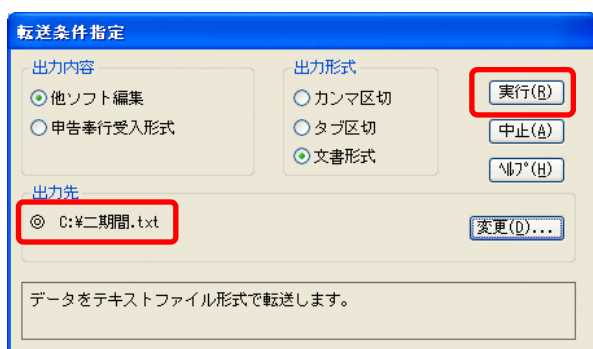 転送条件指定
出力内容
他ソフト編集
申告奉行受入形式
出力形式
カンマ区切
タブ区切
文書形式
実行(R)
中止(A)
ﾍﾙﾌﾟ(H)
出力先
◎ C:¥二期間.txt
変更(D)...
データをテキストファイル形式で転送します。